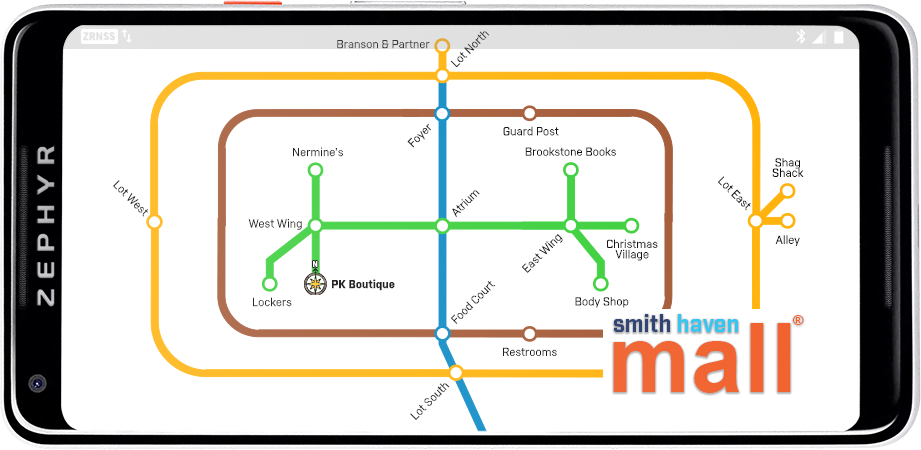 ZRNSS
Branson & Partner
Lot North
Foyer
Guard Post
Nermine's
Brookstone Books
Shag
Shack
Lot West
West Wing
Atrium
East Wing
Christmas
Village
Lot East
Alley
N
PK Boutique
Lockers
Body Shop
Food Court
Restrooms
Lot South
smith haven
mall®
ZEPHYR